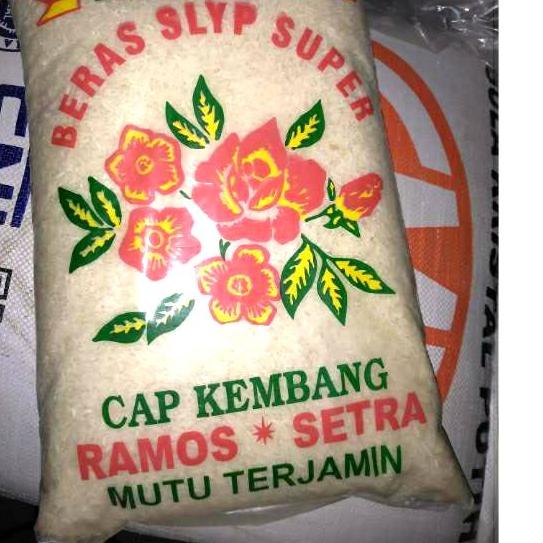 BERAS SLYP SUPER
CAP KEMBANG
RAMOS * SETRA
MUTU TERJAMIN